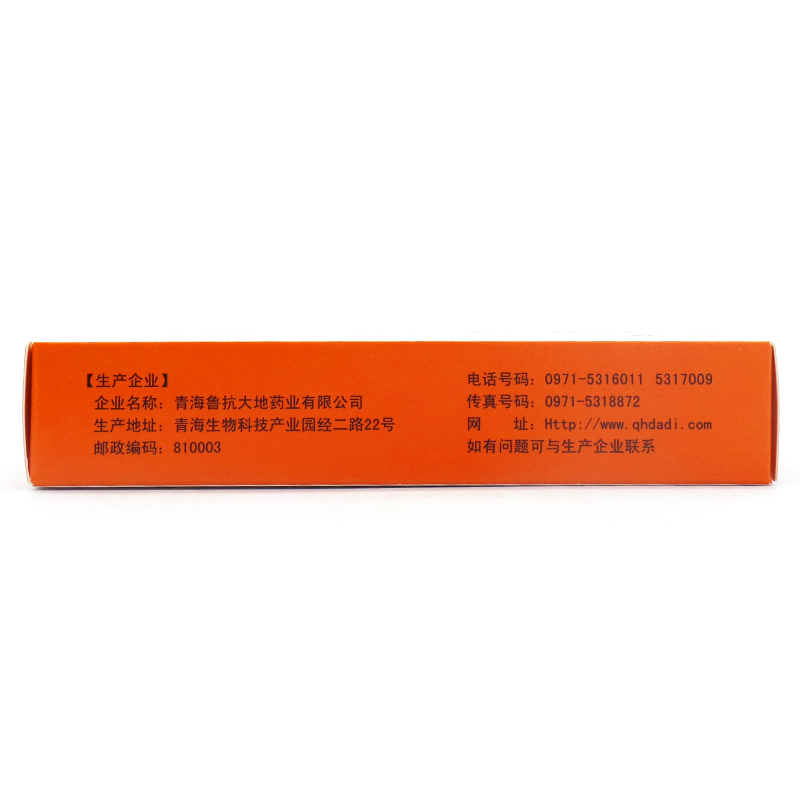 【生产企业】
企业名称：青海鲁抗大地药业有限公司
生产地址：青海生物科技产业园经二路22号
邮政编码：810003
电话号码：0971-5316011 5317009
传真号码：0971-5318872
网 址：Http://www.qhdadi.com
如有问题可与生产企业联系